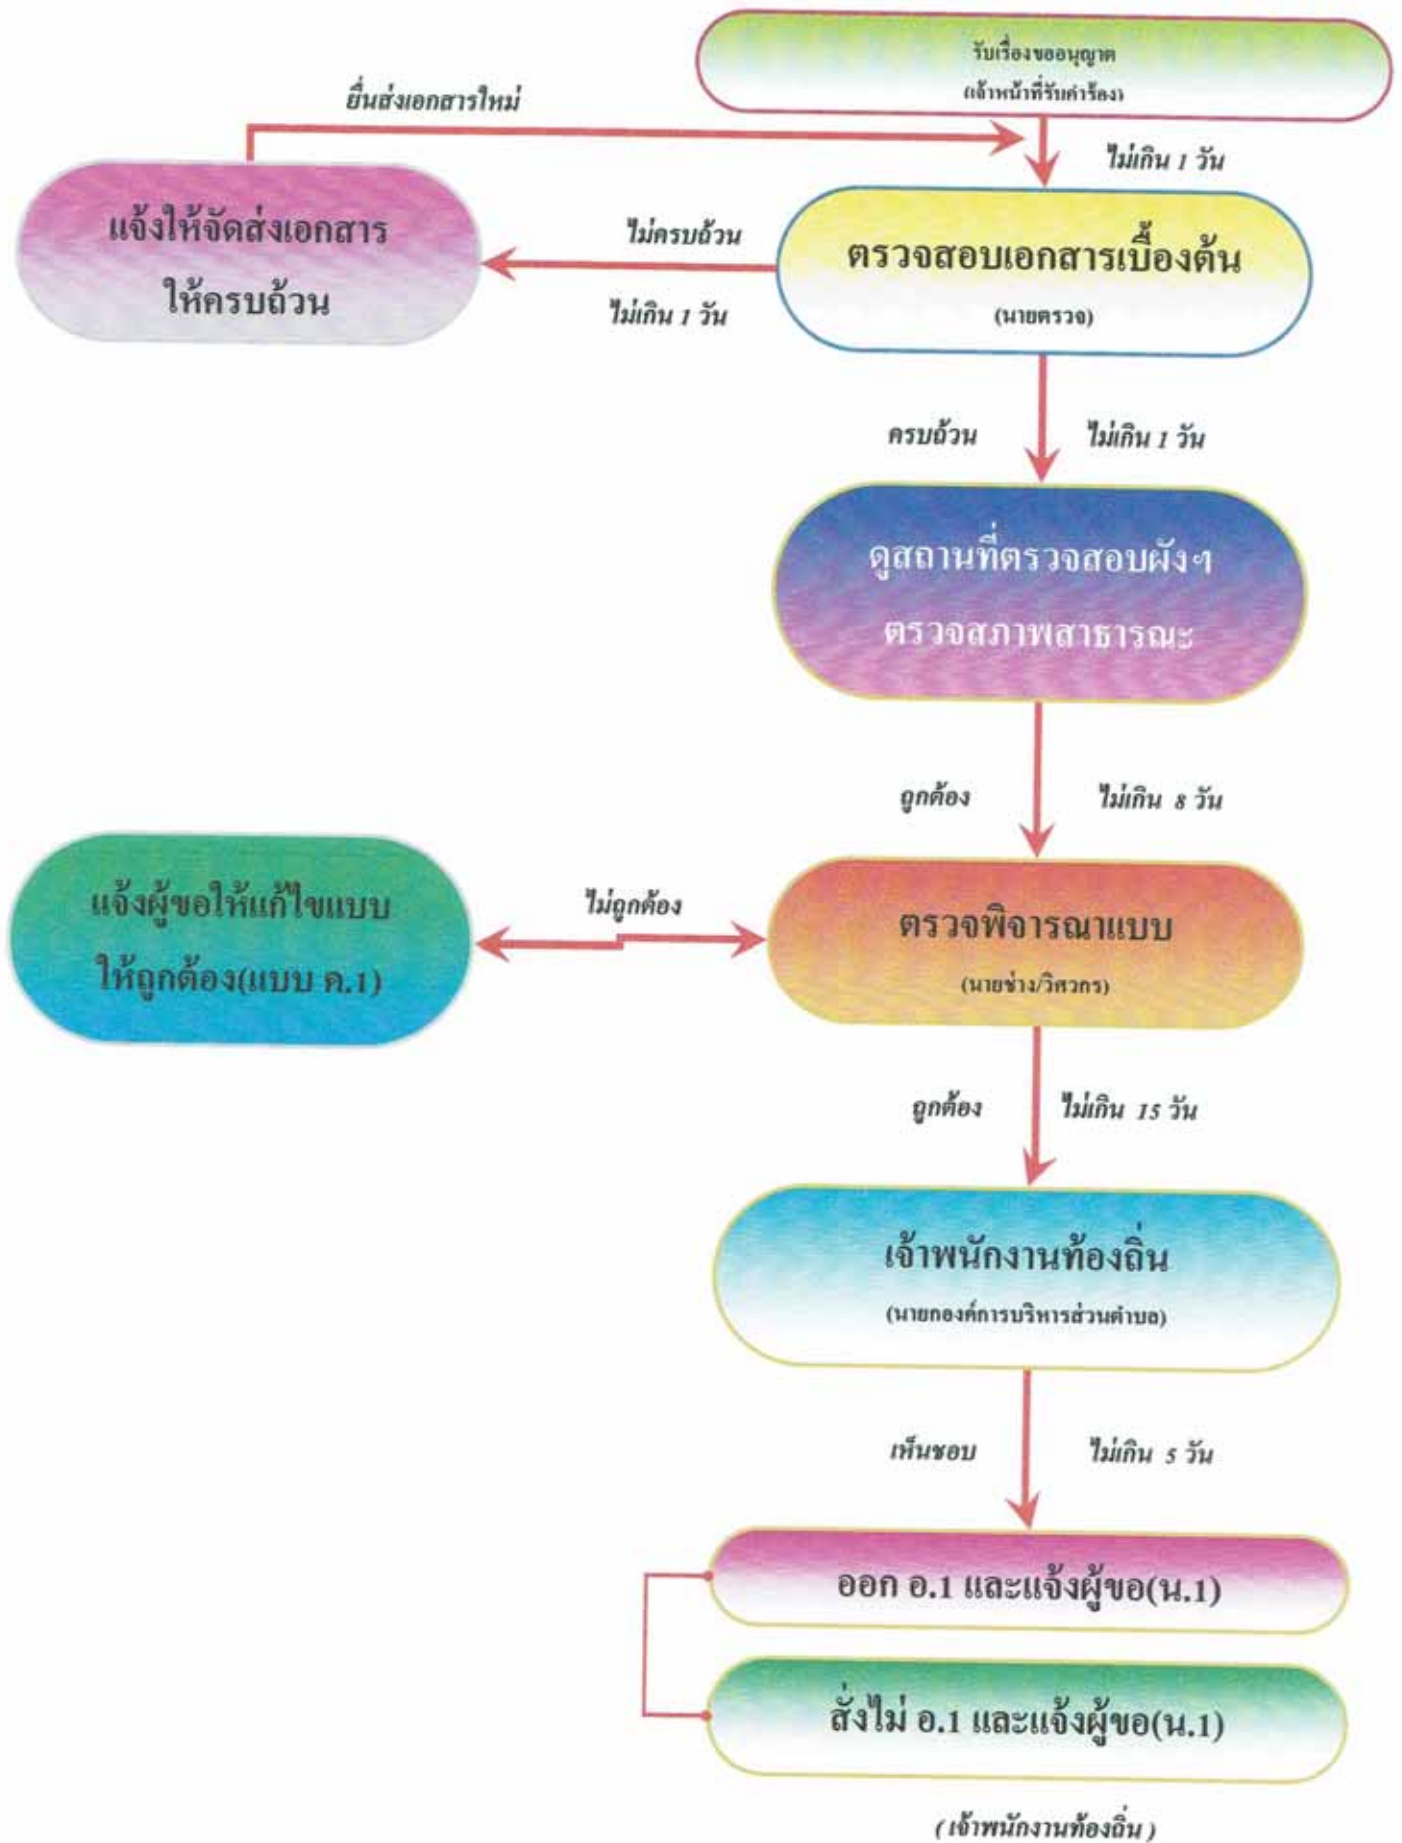 รับเรื่องขออนุญาต
(เจ้าหน้าที่รับคำร้อง)
ยื่นส่งเอกสารใหม่
ไม่เกิน 1 วัน
แจ้งให้จัดส่งเอกสาร
ให้ครบถ้วน
ไม่ครบถ้วน
ไม่เกิน 1 วัน
ตรวจสอบเอกสารเบื้องต้น
(นายตรวจ)
ครบถ้วน ไม่เกิน 1 วัน
ดูสถานที่ตรวจสอบผังๆ
ตรวจสภาพสาธารณะ
ถูกต้อง ไม่เกิน 8 วัน
แจ้งผู้ขอให้แก้ไขแบบ
ให้ถูกต้อง(แบบ ค.1)
ไม่ถูกต้อง
ตรวจพิจารณาแบบ
(นายช่าง/วิศวกร)
ถูกต้อง ไม่เกิน 15 วัน
เจ้าพนักงานท้องถิ่น
(นายกองค์การบริหารส่วนตำบล)
เห็นชอบ ไม่เกิน 5 วัน
ออก อ.1 และแจ้งผู้ขอ(น.1)
สั่งไม่ อ.1 และแจ้งผู้ขอ(น.1)
(เจ้าพนักงานท้องถิ่น)